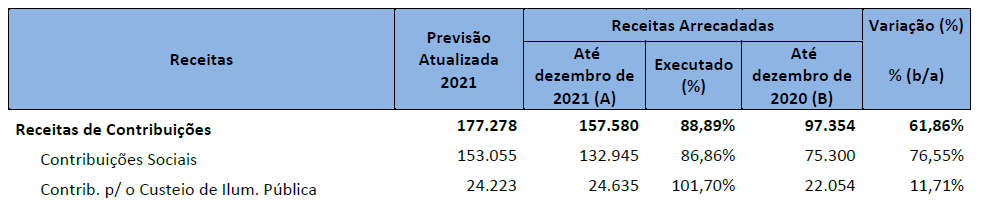 Receitas Previsão Atualizada 2021 Receitas Arrecadadas Variação (%)
Até dezembro de 2021 (A) Executado (%) Até dezembro de 2020 (B) % (b/a)
Receitas de Contribuições 177.278 157.580 88,89% 97.354 61,86%
Contribuições Sociais 153.055 132.945 86,86% 75.300 76,55%
Contrib. p/ o Custeio de Ilum. Pública 24.223 24.635 101,70% 22.054 11,71%